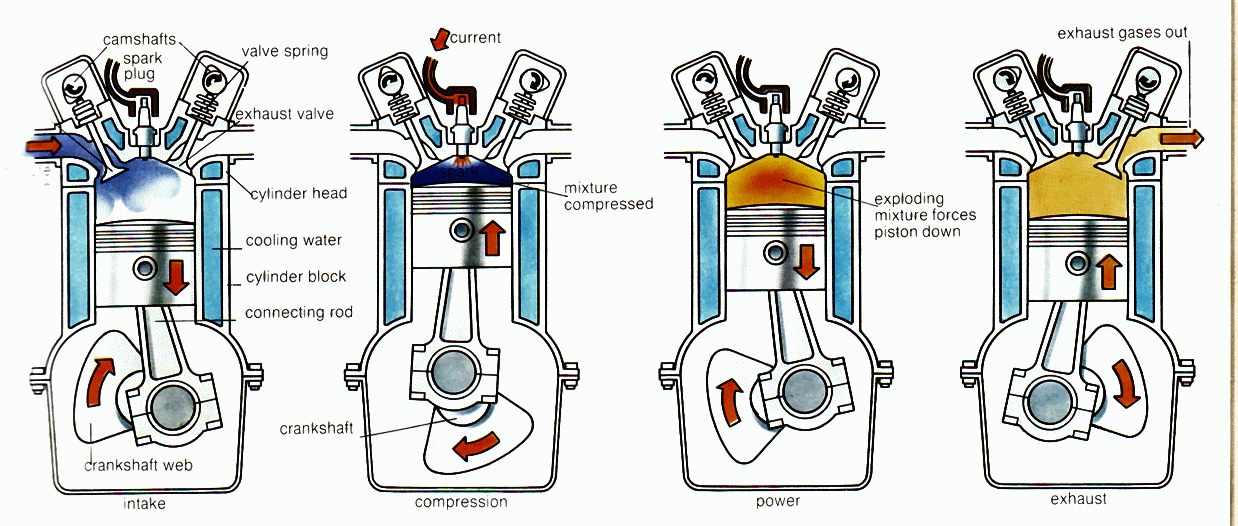 camshafts
spark
plug
valve spring
exhaust valve
cylinder head
cooling water
cylinder block
connecting rod
crankshaft web
intake
current
spark
mixture
compressed
crankshaft
compression
exploding
mixture forces
piston down
power
exhaust gases out
exhaust